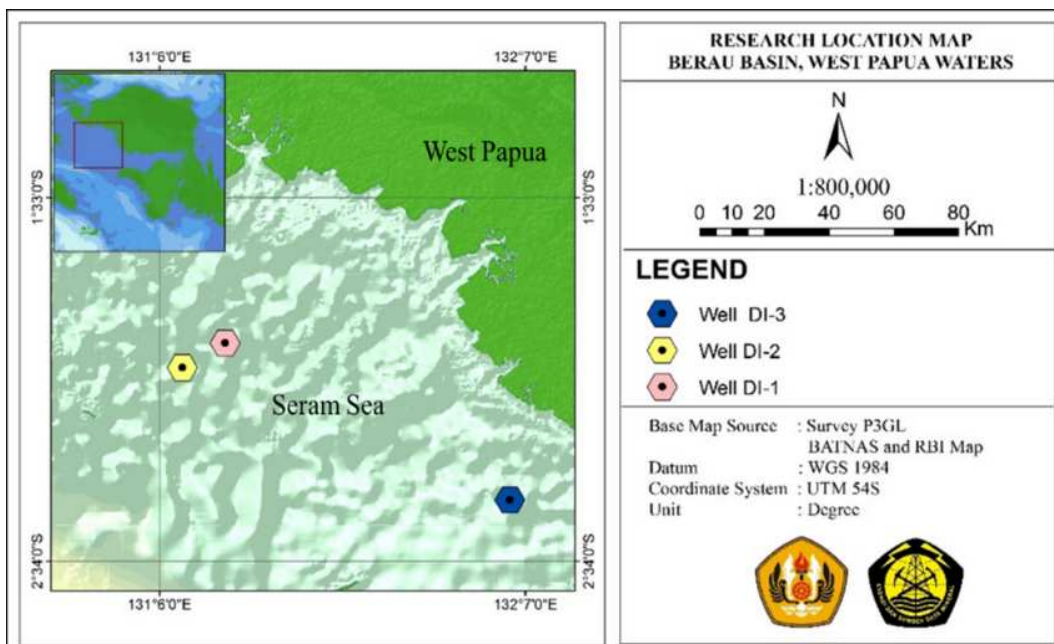 131°6'0"E
132°7'0"E
West Papua
1°33'0"S
1°33'0"S
Seram Sea
2°34'0"S
2°34'0"S
131°6'0"E
132°7'0"E
RESEARCH LOCATION MAP
BERAU BASIN, WEST PAPUA WATERS
N
1:800,000
0 10 20 40 60 80
Km
LEGEND
Well DI-3
Well DI-2
Well DI-1
Base Map Source : Survey P3GL
BATNAS and RBI Map
Datum : WGS 1984
Coordinate System : UTM 54S
Unit : Degree